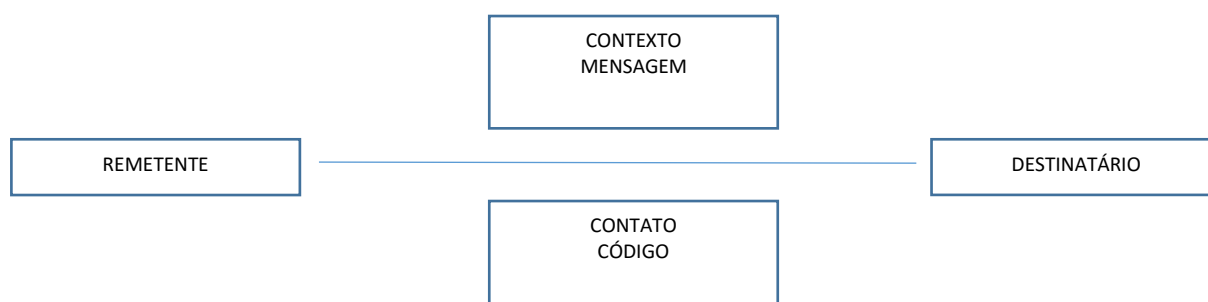 CONTEXTO
MENSAGEM
REMETENTE
DESTINATÁRIO
CONTATO
CÓDIGO